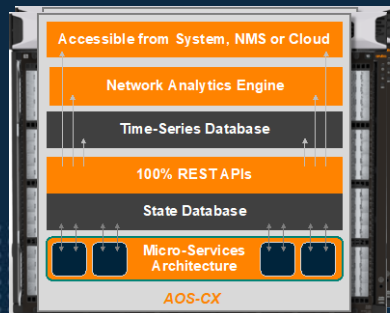 Accessible from System, NMS or Cloud
Network Analytics Engine
Time-Series Database
100% REST APIs
State Database
Micro-Services
Architecture
AOS-CX